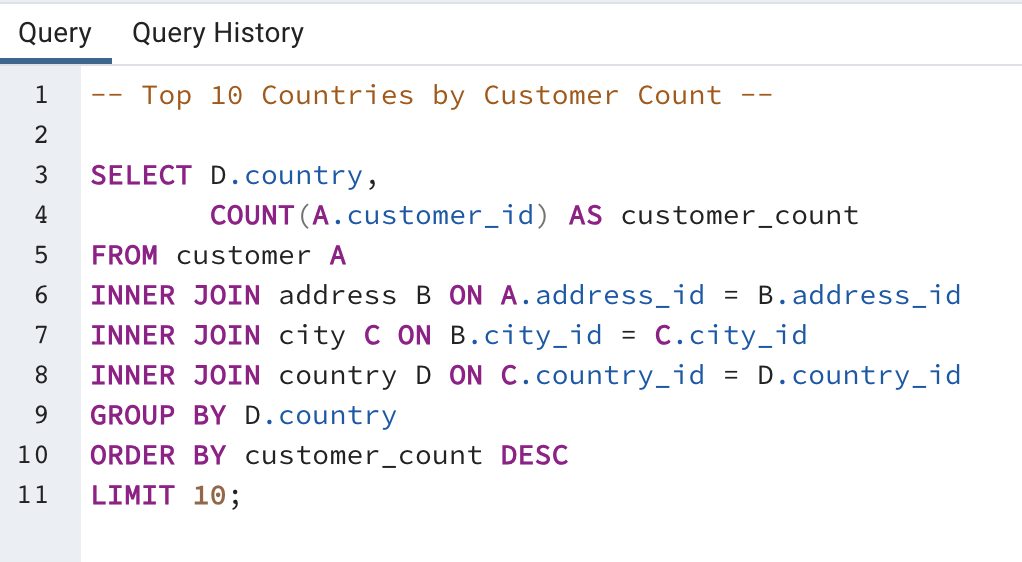 Query Query History
1 -- Top 10 Countries by Customer Count --
2
3 SELECT D.country,
4 COUNT(A.customer_id) AS customer_count
5 FROM customer A
6 INNER JOIN address B ON A.address_id = B.address_id
7 INNER JOIN city C ON B.city_id = C.city_id
8 INNER JOIN country D ON C.country_id = D.country_id
9 GROUP BY D.country
10 ORDER BY customer_count DESC
11 LIMIT 10;